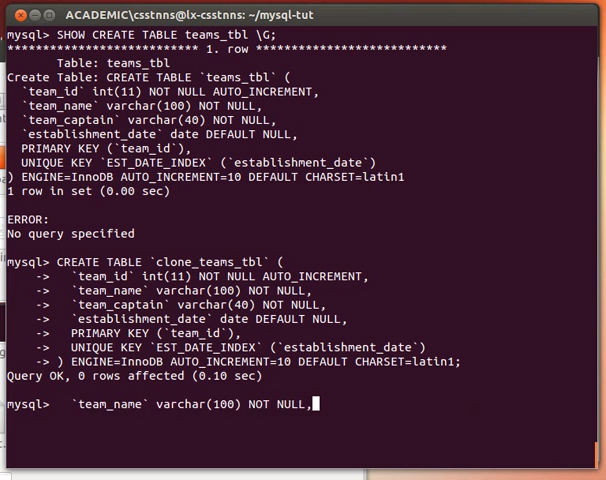 ACADEMIC\csstnns@lx-csstnns: ~/mysql-tut
mysql> SHOW CREATE TABLE teams_tbl \G;
*************************** 1. row ***************************
       Table: teams_tbl
Create Table: CREATE TABLE `teams_tbl` (
  `team_id` int(11) NOT NULL AUTO_INCREMENT,
  `team_name` varchar(100) NOT NULL,
  `team_captain` varchar(40) NOT NULL,
  `establishment_date` date DEFAULT NULL,
  PRIMARY KEY (`team_id`),
  UNIQUE KEY `EST_DATE_INDEX` (`establishment_date`)
) ENGINE=InnoDB AUTO_INCREMENT=10 DEFAULT CHARSET=latin1
1 row in set (0.00 sec)
ERROR:
No query specified
mysql> CREATE TABLE `clone_teams_tbl` (
    ->   `team_id` int(11) NOT NULL AUTO_INCREMENT,
    ->   `team_name` varchar(100) NOT NULL,
    ->   `team_captain` varchar(40) NOT NULL,
    ->   `establishment_date` date DEFAULT NULL,
    ->   PRIMARY KEY (`team_id`),
    ->   UNIQUE KEY `EST_DATE_INDEX` (`establishment_date`)
    -> ) ENGINE=InnoDB AUTO_INCREMENT=10 DEFAULT CHARSET=latin1;
Query OK, 0 rows affected (0.10 sec)
mysql>   `team_name` varchar(100) NOT NULL,